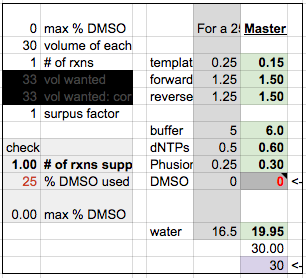 0 max % DMSO For a 25 Master
30 volume of each
1 # of rxns templat 0.25 0.15
33 vol wanted forward 1.25 1.50
33 vol wanted: cor reverse 1.25 1.50
1 surpus factor
buffer 5 6.0
check dNTPs 0.5 0.60
1.00 # of rxns supp Phusion 0.25 0.30
25 % DMSO used DMSO 0 0 <-
0.00 max % DMSO
water 16.5 19.95
30.00
30 <-